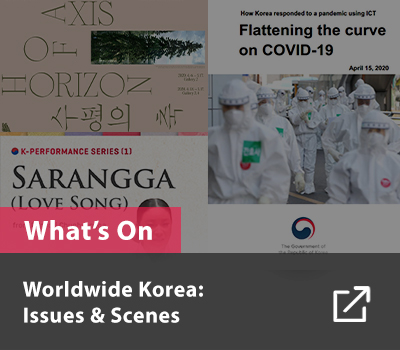 AXIS
OF
HORIZON
수평의 축
How Korea responded to a pandemic using ICT
Flattening the curve
on COVID-19
April 15, 2020
K-PERFORMANCE SERIES (1)
SARANGGA
(LOVE SONG)
The Government of
the Republic of Korea
What's On
Worldwide Korea:
Issues & Scenes